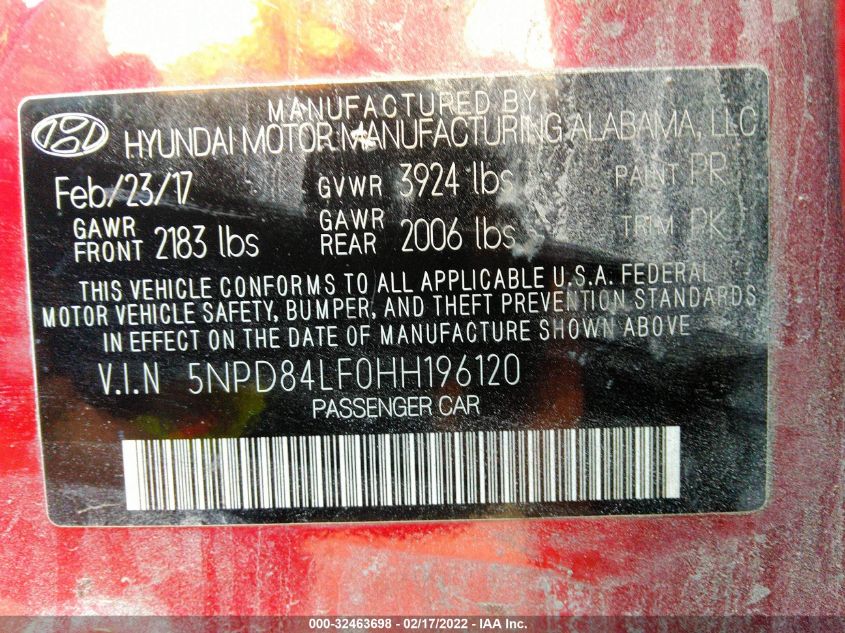 MANUFACTURED BY
HYUNDAI MOTOR MANUFACTURING ALABAMA, LLC
Feb/23/17 GVWR 3924 lbs PAINT PR
GAWR FRONT 2183 lbs GAWR REAR 2006 lbs TRIM PK
THIS VEHICLE CONFORMS TO ALL APPLICABLE U.S.A. FEDERAL
MOTOR VEHICLE SAFETY, BUMPER, AND THEFT PREVENTION STANDARDS
IN EFFECT ON THE DATE OF MANUFACTURE SHOWN ABOVE
V.I.N 5NPD84LF0HH196120
PASSENGER CAR
000-32463698 - 02/17/2022 - IAA, Inc.